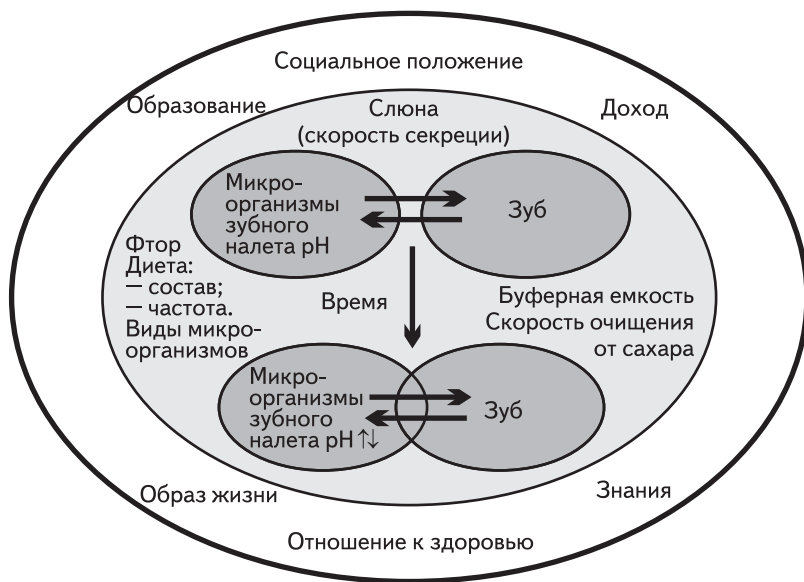 Социальное положение
Образование
Доход
Слюна
(скорость секреции)
Микро-
организмы
зубного
налета pH
Зуб
Фтор
Диета:
— состав;
— частота.
Виды микро-
организмов
Время
Буферная емкость
Скорость очищения
от сахара
Микро-
организмы
зубного
налета pH↑↓
Зуб
Образ жизни
Знания
Отношение к здоровью